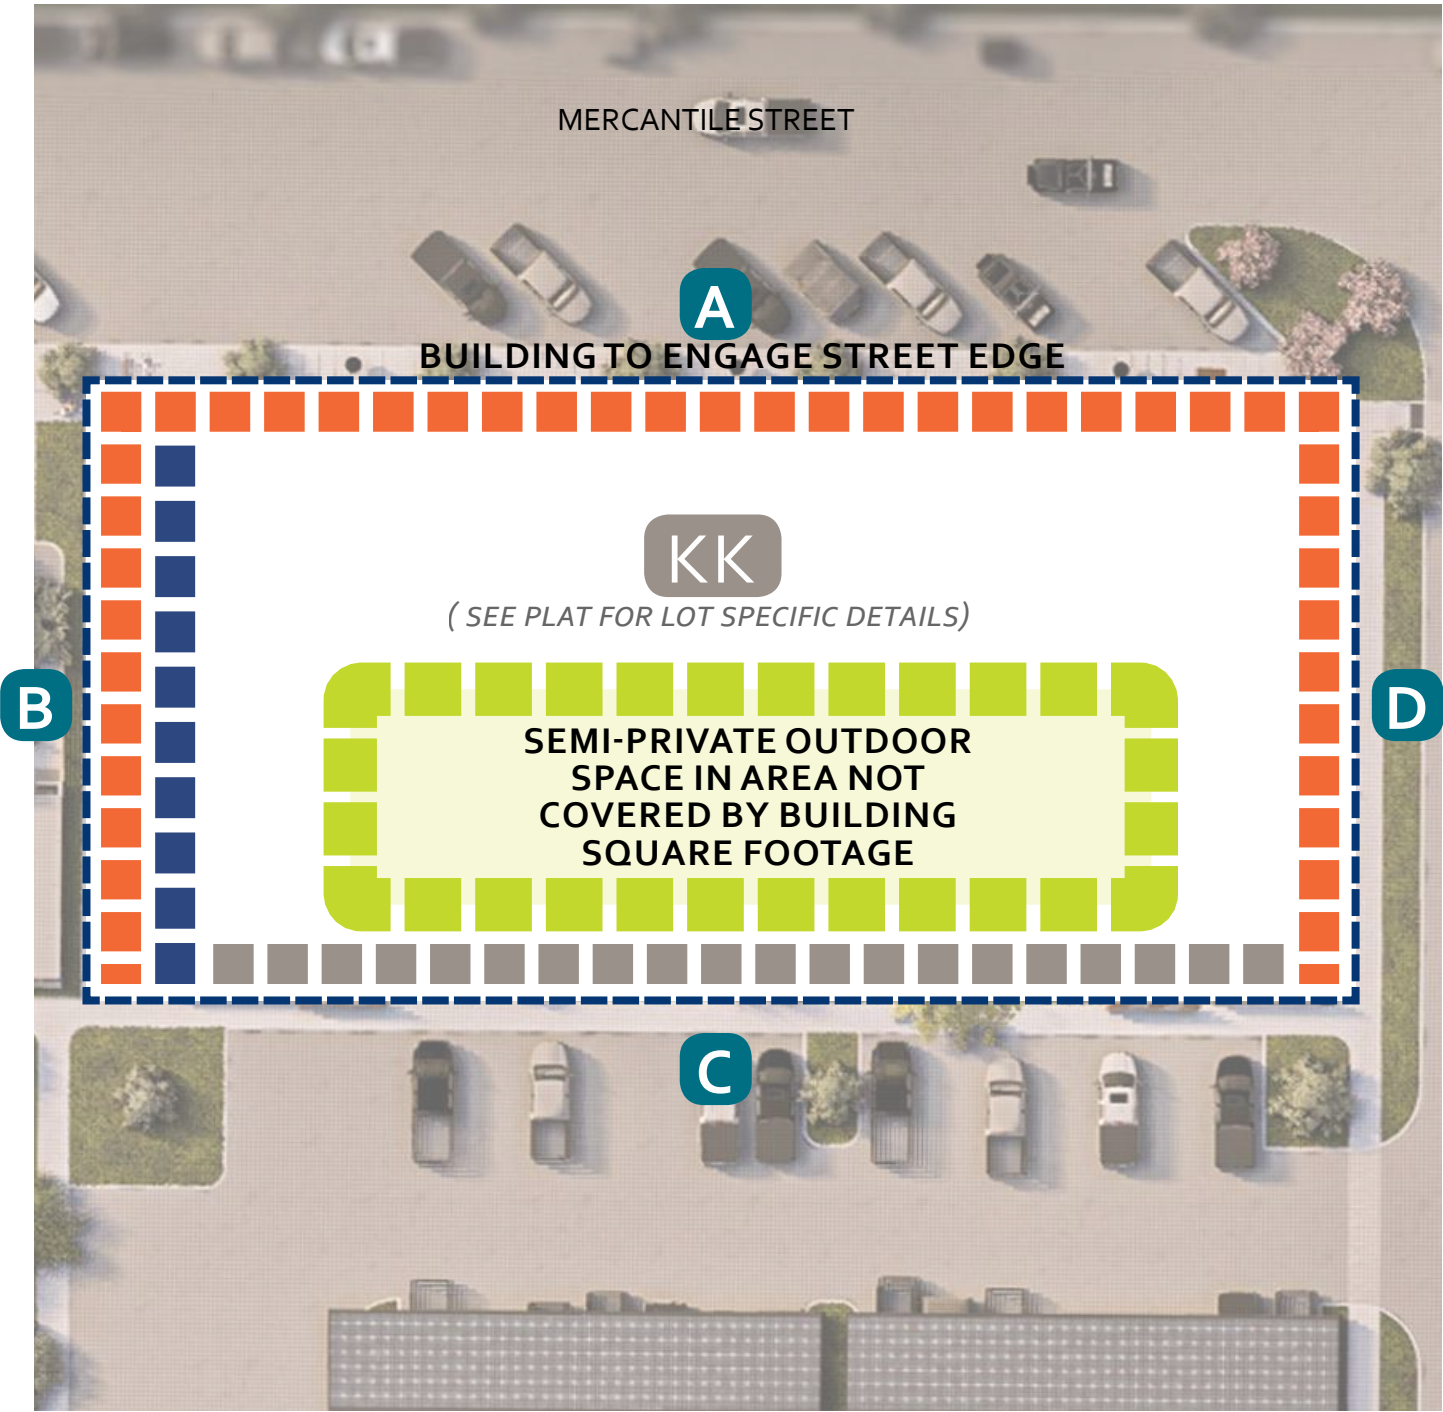 MERCANTILE STREET
A
BUILDING TO ENGAGE STREET EDGE
KK
( SEE PLAT FOR LOT SPECIFIC DETAILS)
B
D
SEMI-PRIVATE OUTDOOR
SPACE IN AREA NOT
COVERED BY BUILDING
SQUARE FOOTAGE
C